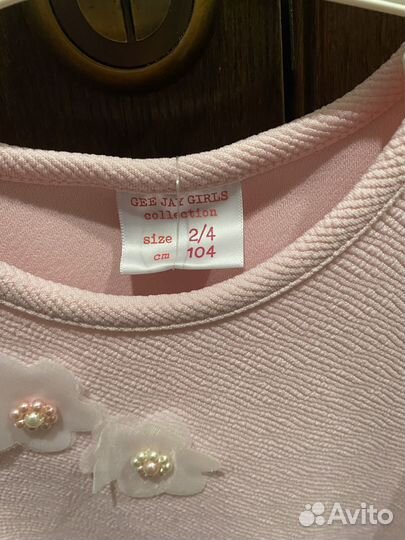 GEE JAY GIRLS
collection
size 2/4
cm 104
Avito